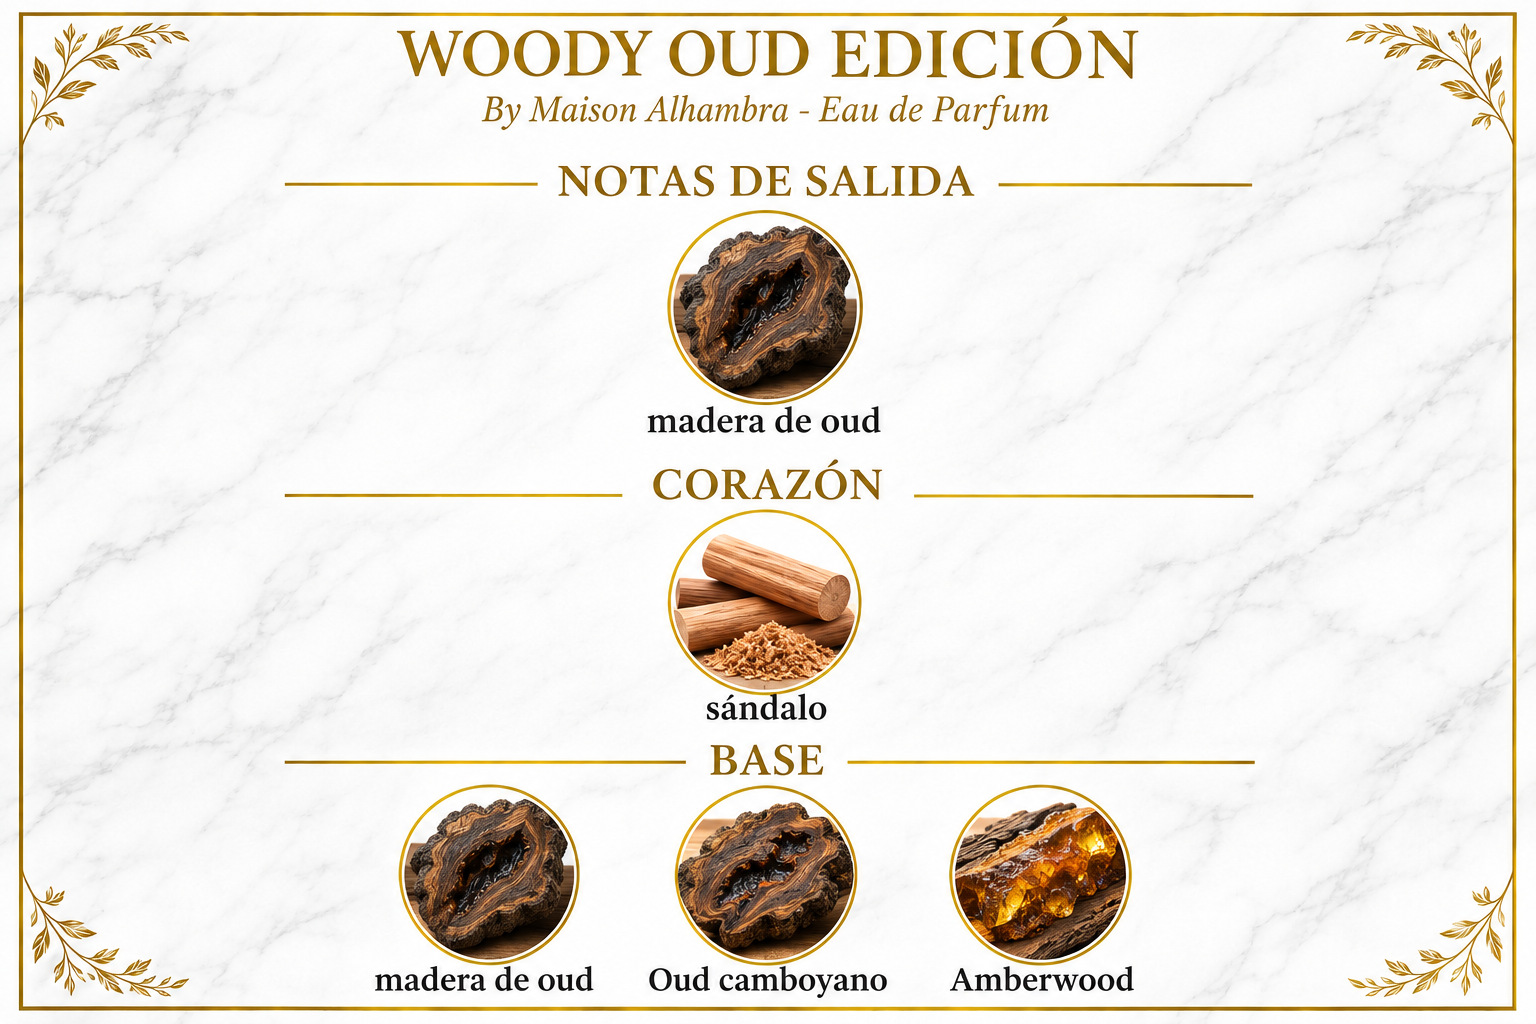 WOODY OUD EDICIÓN
By Maison Alhambra - Eau de Parfum
NOTAS DE SALIDA
madera de oud
CORAZÓN
sándalo
BASE
madera de oud
Oud camboyano
Amberwood